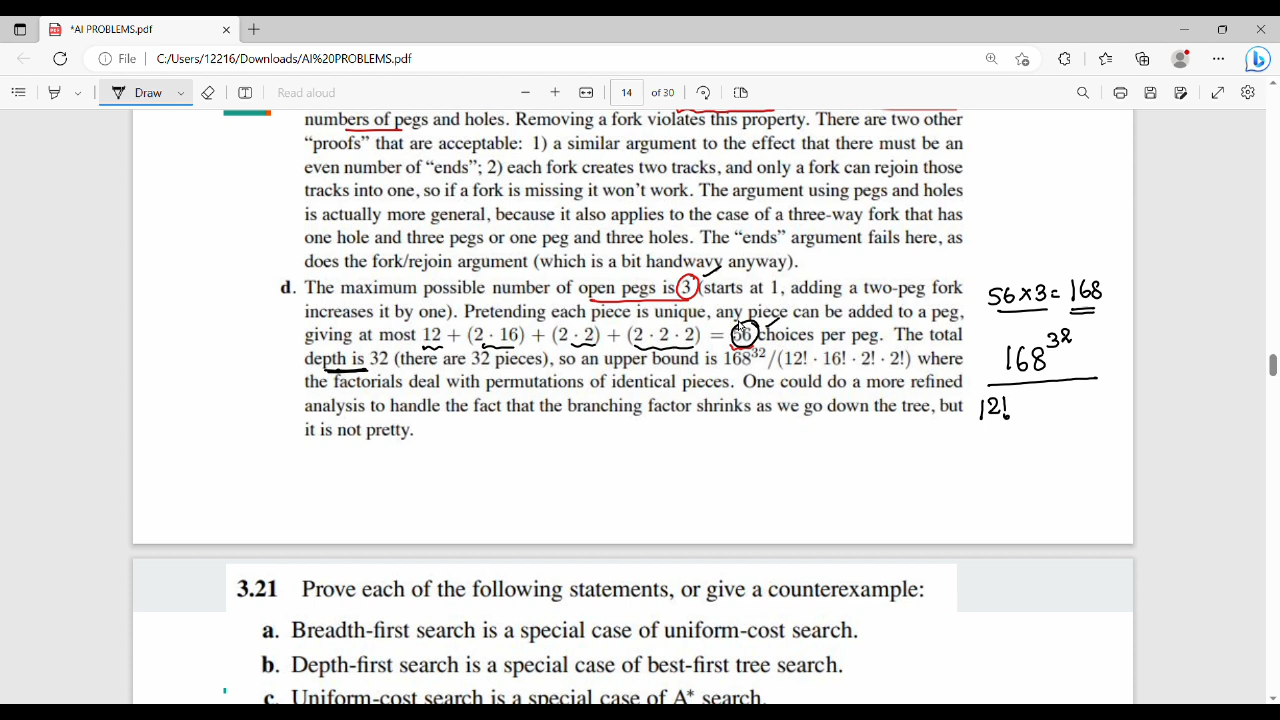 *AI PROBLEMS.pdf
File C:/Users/12216/Downloads/AI%20PROBLEMS.pdf
Draw Read aloud 14 of 30
numbers of pegs and holes. Removing a fork violates this property. There are two other
“proofs” that are acceptable: 1) a similar argument to the effect that there must be an
even number of “ends”; 2) each fork creates two tracks, and only a fork can rejoin those
tracks into one, so if a fork is missing it won’t work. The argument using pegs and holes
is actually more general, because it also applies to the case of a three-way fork that has
one hole and three pegs or one peg and three holes. The “ends” argument fails here, as
does the fork/rejoin argument (which is a bit handwavy anyway).
d. The maximum possible number of open pegs is 3 (starts at 1, adding a two-peg fork
increases it by one). Pretending each piece is unique, any piece can be added to a peg,
giving at most 12 + (2 · 16) + (2 · 2) + (2 · 2 · 2) = 56 choices per peg. The total
depth is 32 (there are 32 pieces), so an upper bound is 168³²/(12! · 16! · 2! · 2!) where
the factorials deal with permutations of identical pieces. One could do a more refined
analysis to handle the fact that the branching factor shrinks as we go down the tree, but
it is not pretty.
56×3=168
168³²
12!
3.21 Prove each of the following statements, or give a counterexample:
a. Breadth-first search is a special case of uniform-cost search.
b. Depth-first search is a special case of best-first tree search.
c. Uniform-cost search is a special case of A* search.